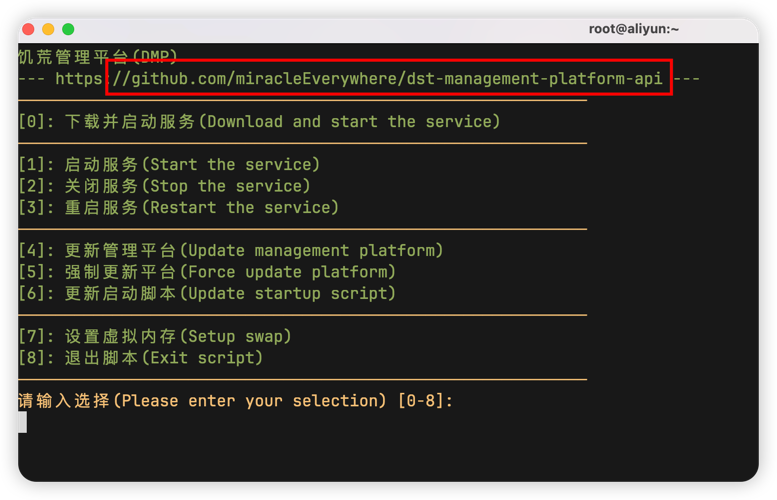 root@aliyun:~
饥荒管理平台(DMP)
--- https://github.com/miracleEverywhere/dst-management-platform-api ---
[0]: 下载并启动服务(Download and start the service)
[1]: 启动服务(Start the service)
[2]: 关闭服务(Stop the service)
[3]: 重启服务(Restart the service)
[4]: 更新管理平台(Update management platform)
[5]: 强制更新平台(Force update platform)
[6]: 更新启动脚本(Update startup script)
[7]: 设置虚拟内存(Setup swap)
[8]: 退出脚本(Exit script)
请输入选择(Please enter your selection) [0-8]: